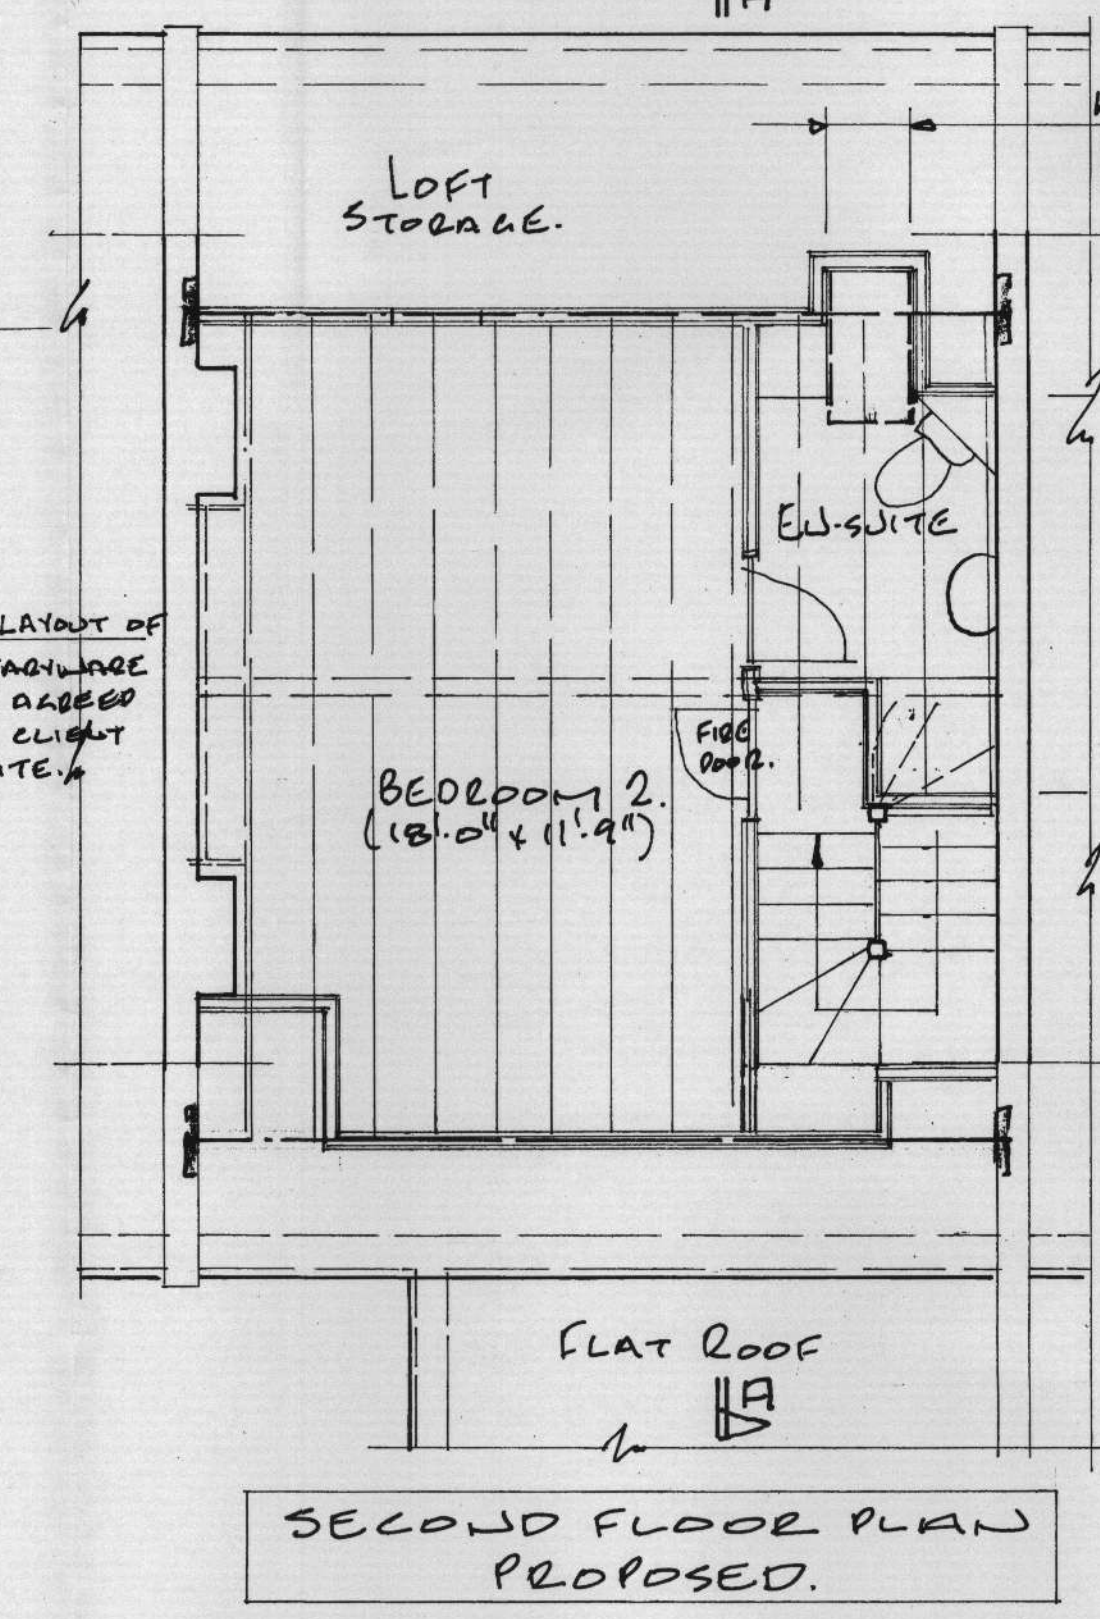 A
LOFT
STORAGE.
EN-SUITE
LAYOUT OF
AGREED
CLIENT
FIRE
DOOR.
BEDROOM 2.
(18'.0" x 11'.9")
FLAT ROOF
A
SECOND FLOOR PLAN
PROPOSED.